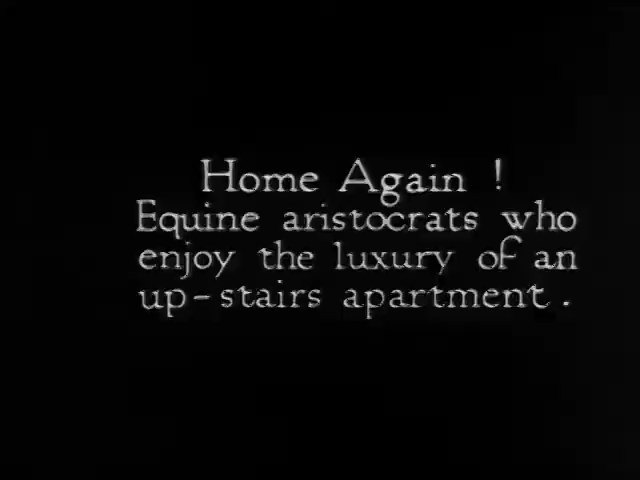 Home Again !
Equine aristocrats who
enjoy the luxury of an
up-stairs apartment.